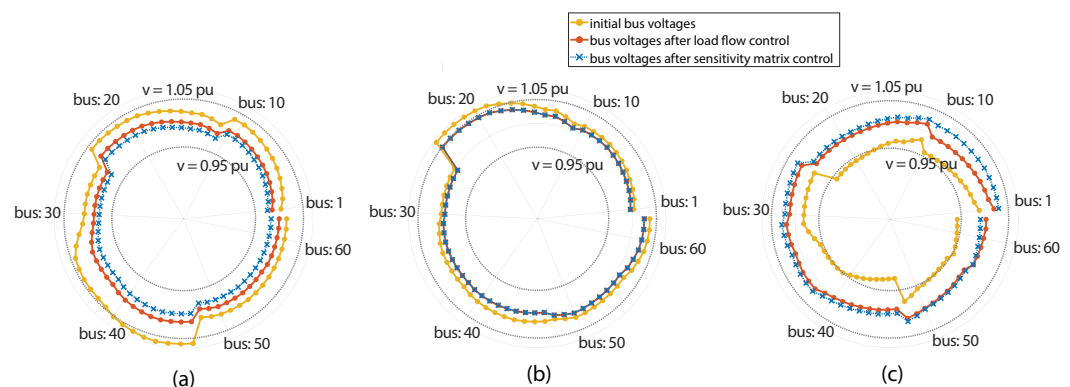 initial bus voltages
bus voltages after load flow control
bus voltages after sensitivity matrix control
v = 1.05 pu
bus: 20
bus: 10
v = 0.95 pu
bus: 1
bus: 30
bus: 60
bus: 40
bus: 50
(a)
v = 1.05 pu
bus: 20
bus: 10
v = 0.95 pu
bus: 1
bus: 30
bus: 60
bus: 40
bus: 50
(b)
v = 1.05 pu
bus: 20
bus: 10
v = 0.95 pu
bus: 1
bus: 30
bus: 60
bus: 40
bus: 50
(c)